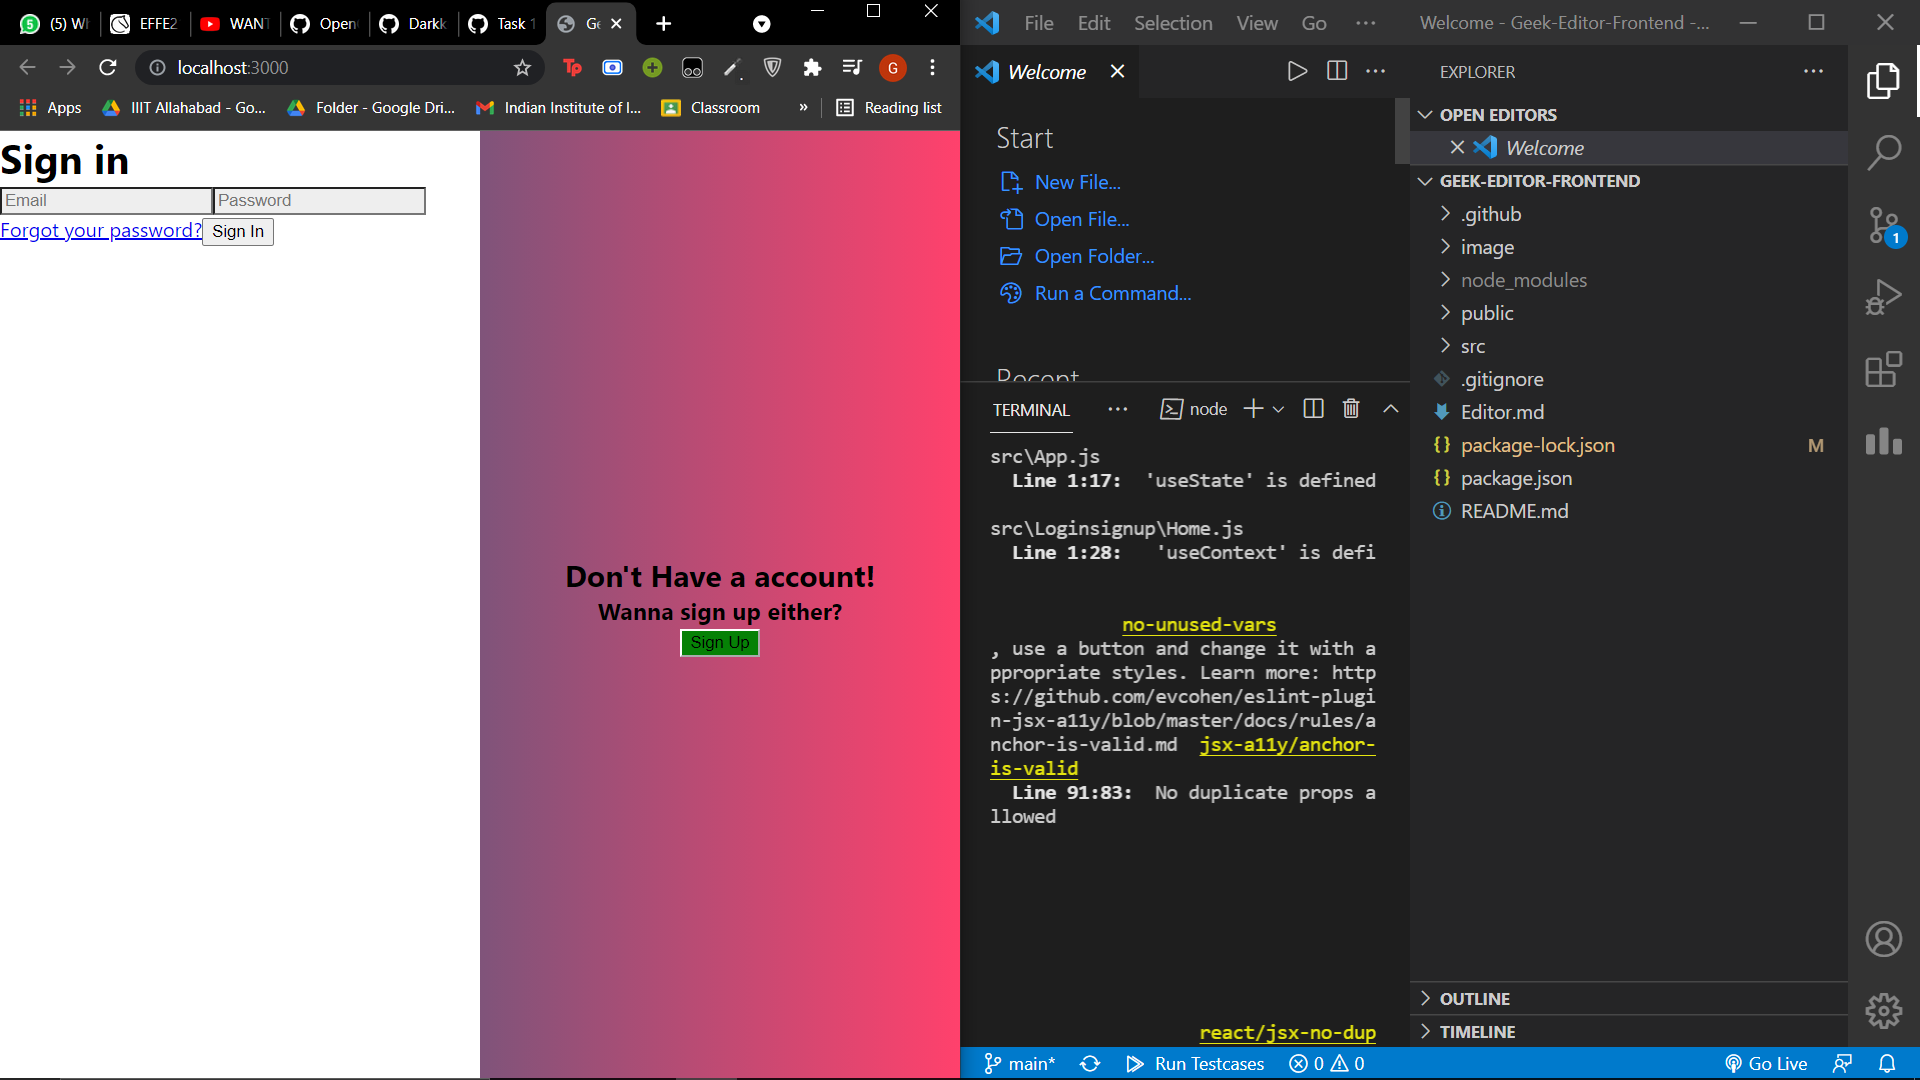 (5) Wh
EFFE2
WANT
Open
Darkk
Task 1
Ge
localhost:3000
G
Apps
IIIT Allahabad - Go...
Folder - Google Dri...
Indian Institute of I...
Classroom
»
Reading list
Sign in
Email
Password
Forgot your password?
Sign In
Don't Have a account!
Wanna sign up either?
Sign Up
File Edit Selection View Go ···
Welcome - Geek-Editor-Frontend -...
Welcome
Start
New File...
Open File...
Open Folder...
Run a Command...
Recent
TERMINAL
node
src\App.js
Line 1:17: 'useState' is defined
src\Loginsignup\Home.js
Line 1:28: 'useContext' is defi
no-unused-vars
, use a button and change it with a
ppropriate styles. Learn more: http
s://github.com/evcohen/eslint-plugi
n-jsx-a11y/blob/master/docs/rules/a
nchor-is-valid.md jsx-a11y/anchor-
is-valid
Line 91:83: No duplicate props a
llowed
react/jsx-no-dup
EXPLORER
OPEN EDITORS
Welcome
GEEK-EDITOR-FRONTEND
.github
image
node_modules
public
src
.gitignore
Editor.md
{} package-lock.json M
{} package.json
README.md
OUTLINE
TIMELINE
1
main*
Run Testcases
0
0
Go Live